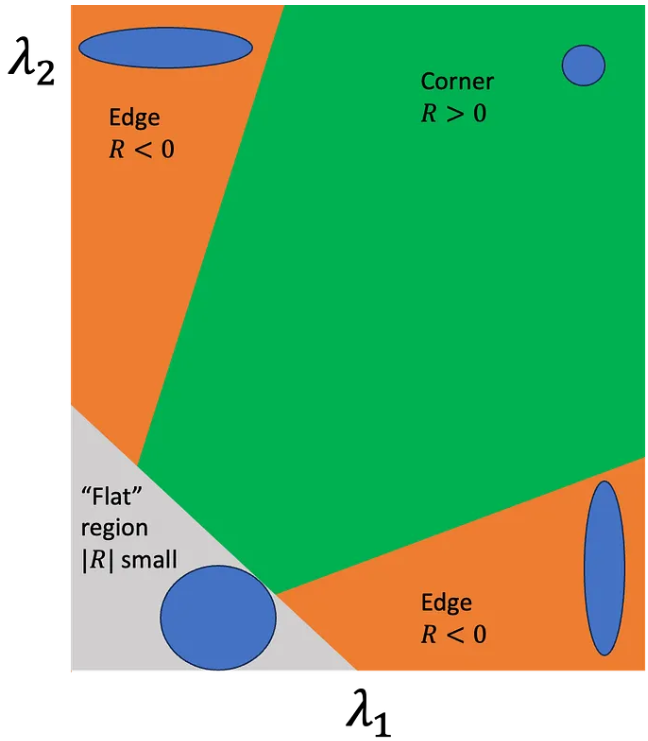 λ₂
Edge
R < 0
Corner
R > 0
“Flat”
region
|R| small
Edge
R < 0
λ₁